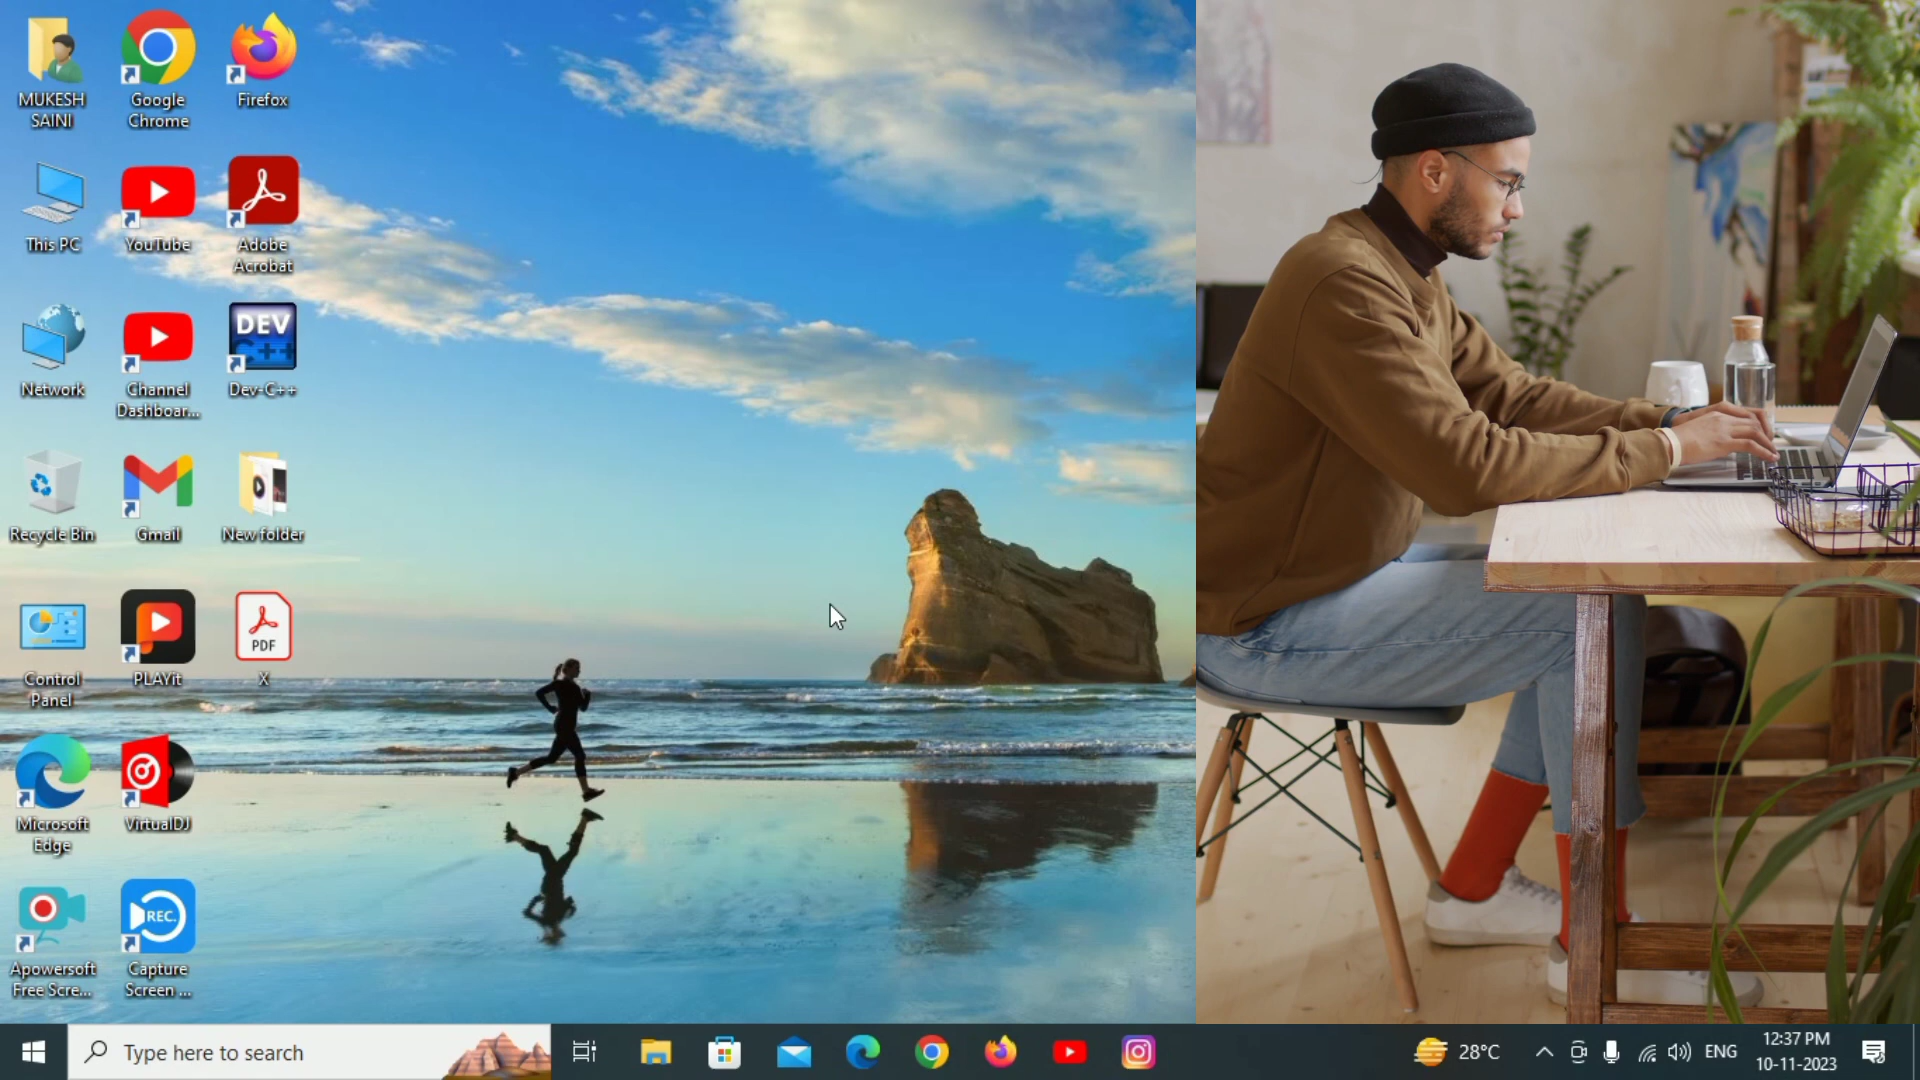 MUKESH
SAINI
Google
Chrome
Firefox
This PC
YouTube
Adobe
Acrobat
Network
Channel
Dashboar...
DEV
C++
Dev-C++
Recycle Bin
Gmail
New folder
Control
Panel
PLAYit
PDF
X
Microsoft
Edge
VirtualDJ
Apowersoft
Free Scre...
REC.
Capture
Screen ...
Type here to search
28°C
ENG
12:37 PM
10-11-2023